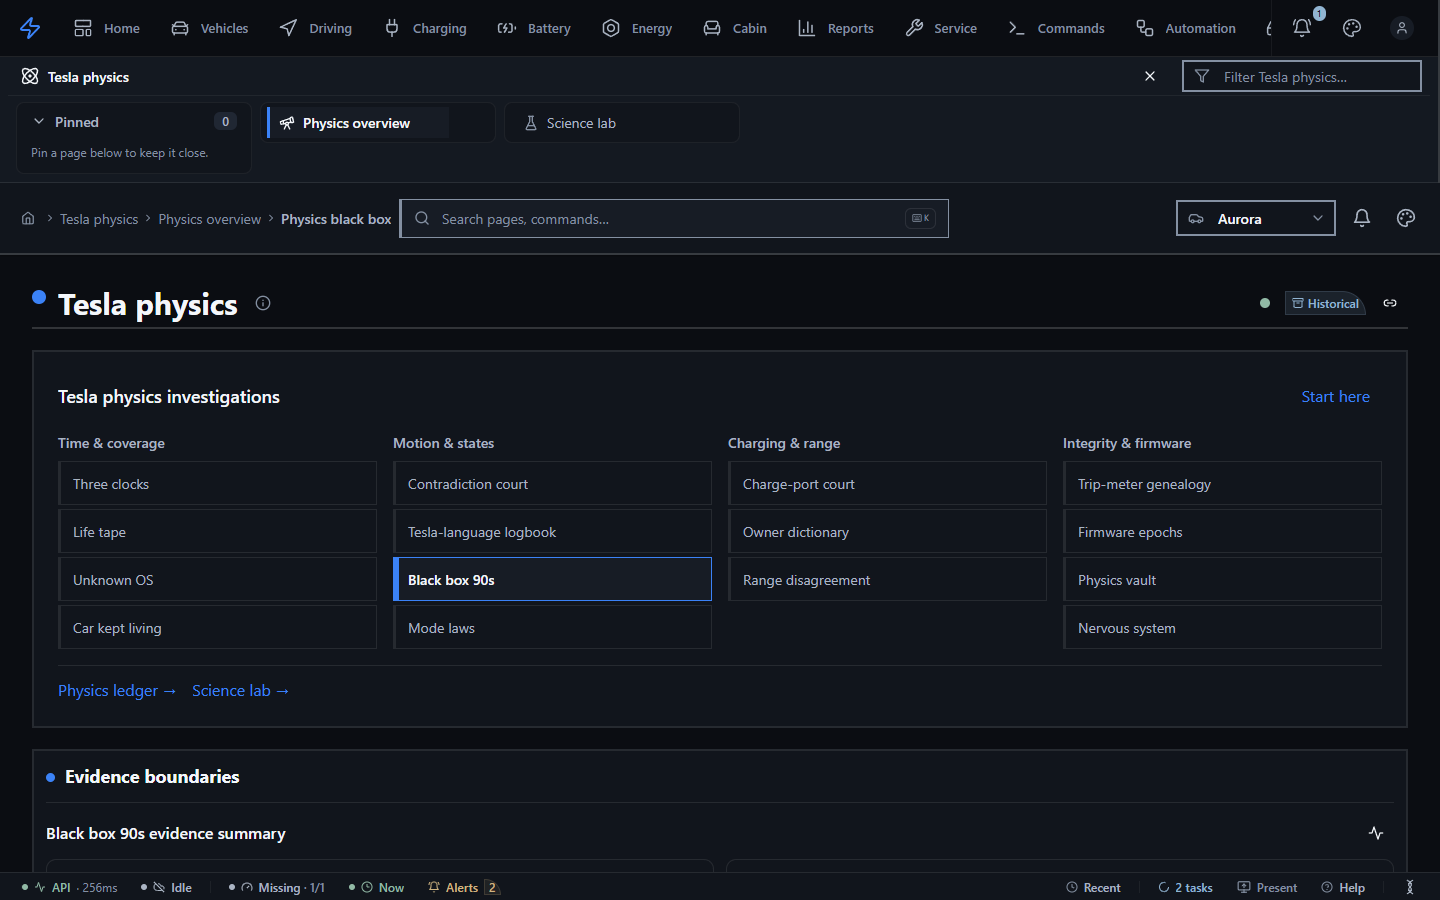 Home
Vehicles
Driving
Charging
Battery
Energy
Cabin
Reports
Service
Commands
Automation
1
Tesla physics
Filter Tesla physics...
Pinned
0
Pin a page below to keep it close.
Physics overview
Science lab
Tesla physics
Physics overview
Physics black box
Search pages, commands...
K
Aurora
Tesla physics
Historical
Tesla physics investigations
Start here
Time & coverage
Three clocks
Life tape
Unknown OS
Car kept living
Motion & states
Contradiction court
Tesla-language logbook
Black box 90s
Mode laws
Charging & range
Charge-port court
Owner dictionary
Range disagreement
Integrity & firmware
Trip-meter genealogy
Firmware epochs
Physics vault
Nervous system
Physics ledger →
Science lab →
Evidence boundaries
Black box 90s evidence summary
API · 256ms
Idle
Missing · 1/1
Now
Alerts 2
Recent
2 tasks
Present
Help